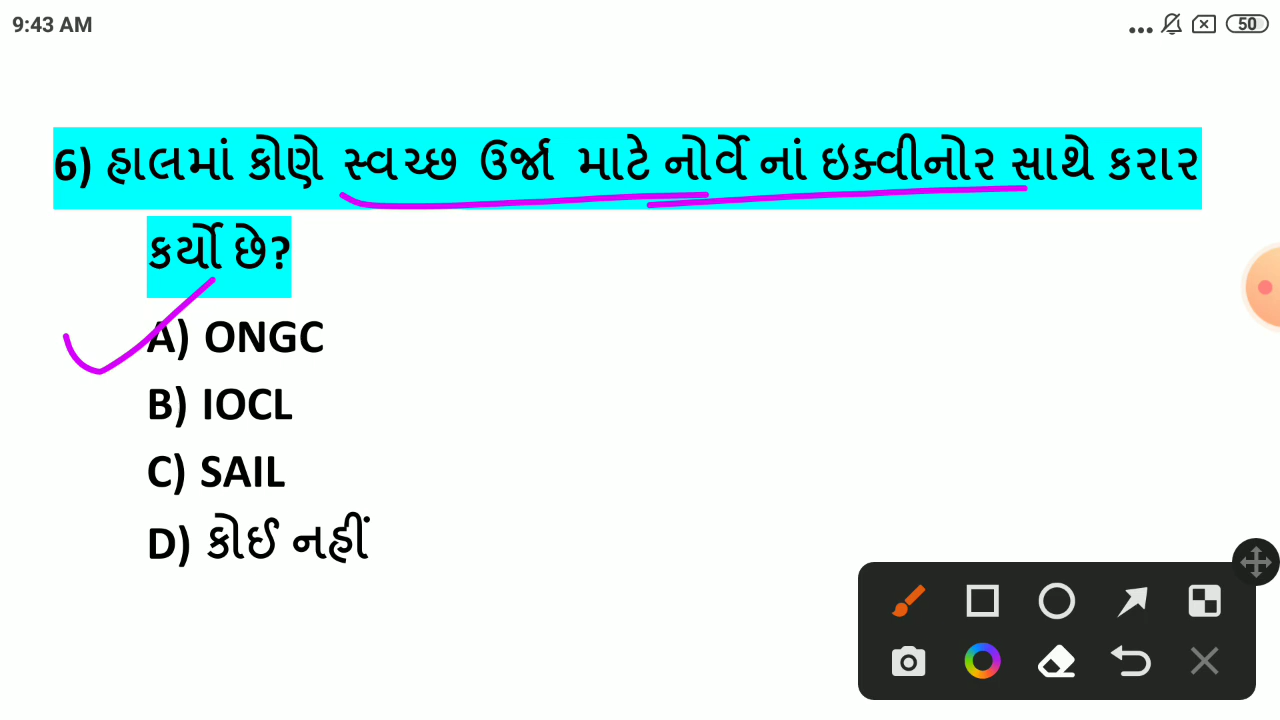 9:43 AM
50
6) હાલમાં કોણે સ્વચ્છ ઉર્જા માટે નોર્વે નાં ઇક્વીનોર સાથે કરાર
કર્યો છે?
A) ONGC
B) IOCL
C) SAIL
D) કોઈ નહીં